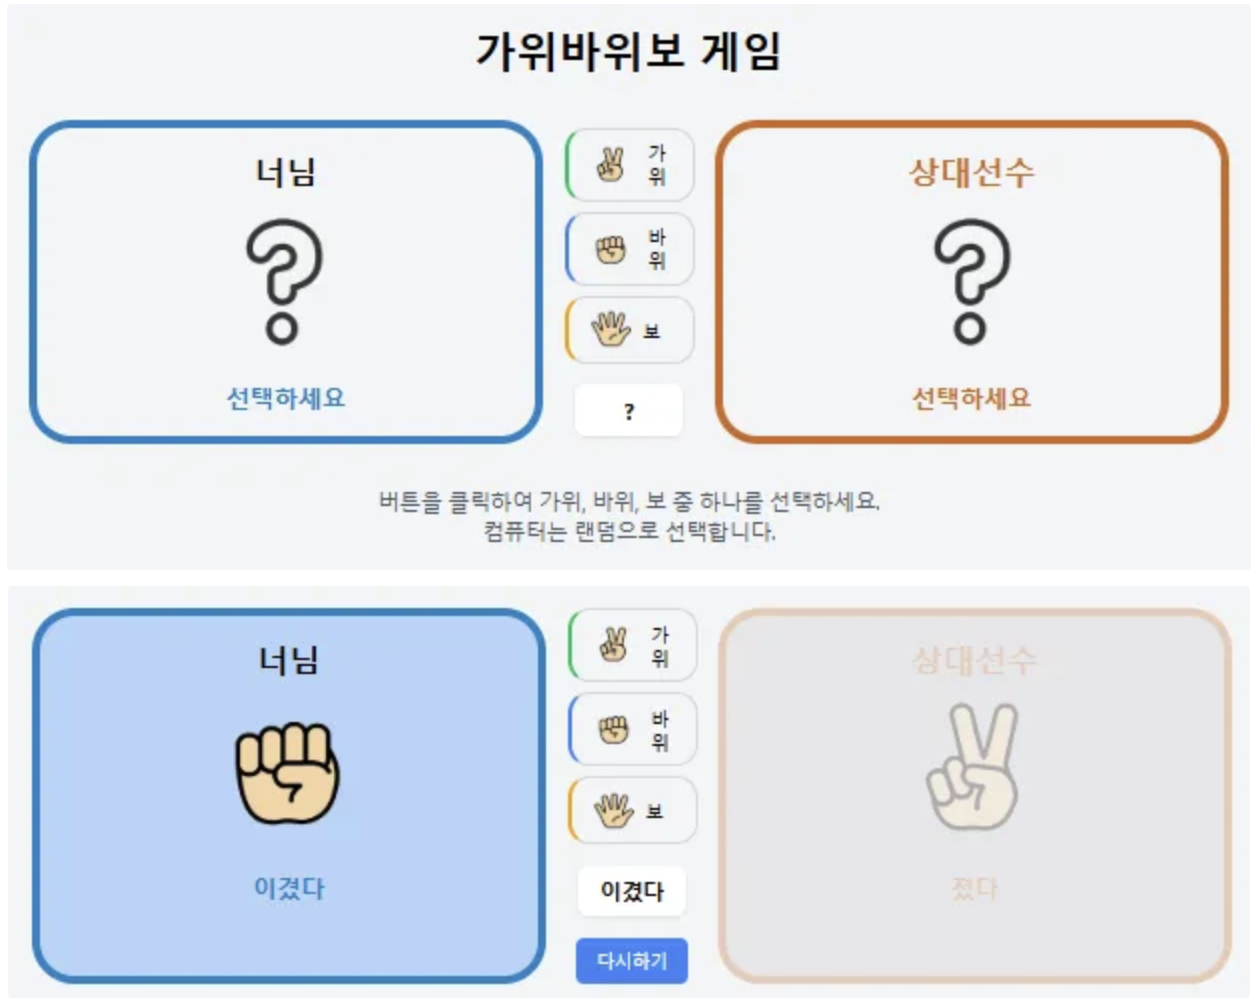 가위바위보 게임
너님
가
위
상대선수
바
위
보
선택하세요
?
선택하세요
버튼을 클릭하여 가위, 바위, 보 중 하나를 선택하세요.
컴퓨터는 랜덤으로 선택합니다.
너님
가
위
상대선수
바
위
보
이겼다
이겼다
졌다
다시하기